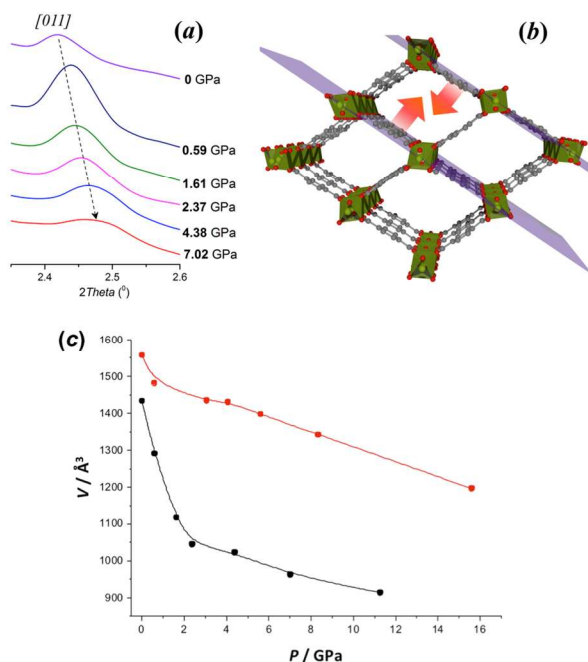 [011]
(a)
(b)
0 GPa
0.59 GPa
1.61 GPa
2.37 GPa
4.38 GPa
7.02 GPa
2.4 2.5 2.6
2Theta (⁰)
(c)
1600
1500
1400
1300
1200
1100
1000
900
V / Å³
0 2 4 6 8 10 12 14 16
P / GPa